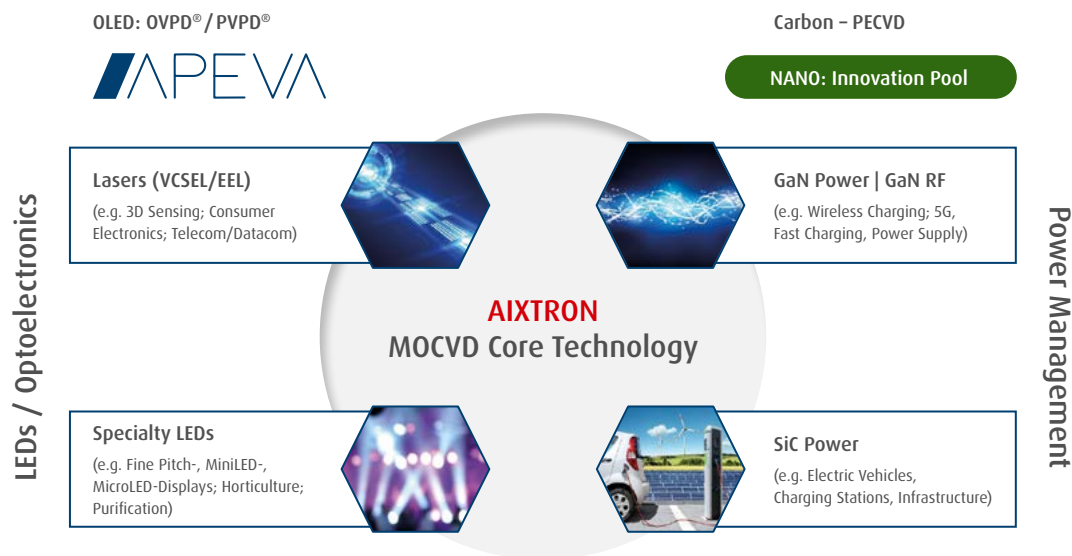 OLED: OVPD® / PVPD®
APEVA
Carbon – PECVD
NANO: Innovation Pool
LEDs / Optoelectronics
Lasers (VCSEL/EEL)
(e.g. 3D Sensing; Consumer
Electronics; Telecom/Datacom)
GaN Power | GaN RF
(e.g. Wireless Charging; 5G,
Fast Charging, Power Supply)
Power Management
AIXTRON
MOCVD Core Technology
Specialty LEDs
(e.g. Fine Pitch-, MiniLED-,
MicroLED-Displays; Horticulture;
Purification)
SiC Power
(e.g. Electric Vehicles,
Charging Stations, Infrastructure)